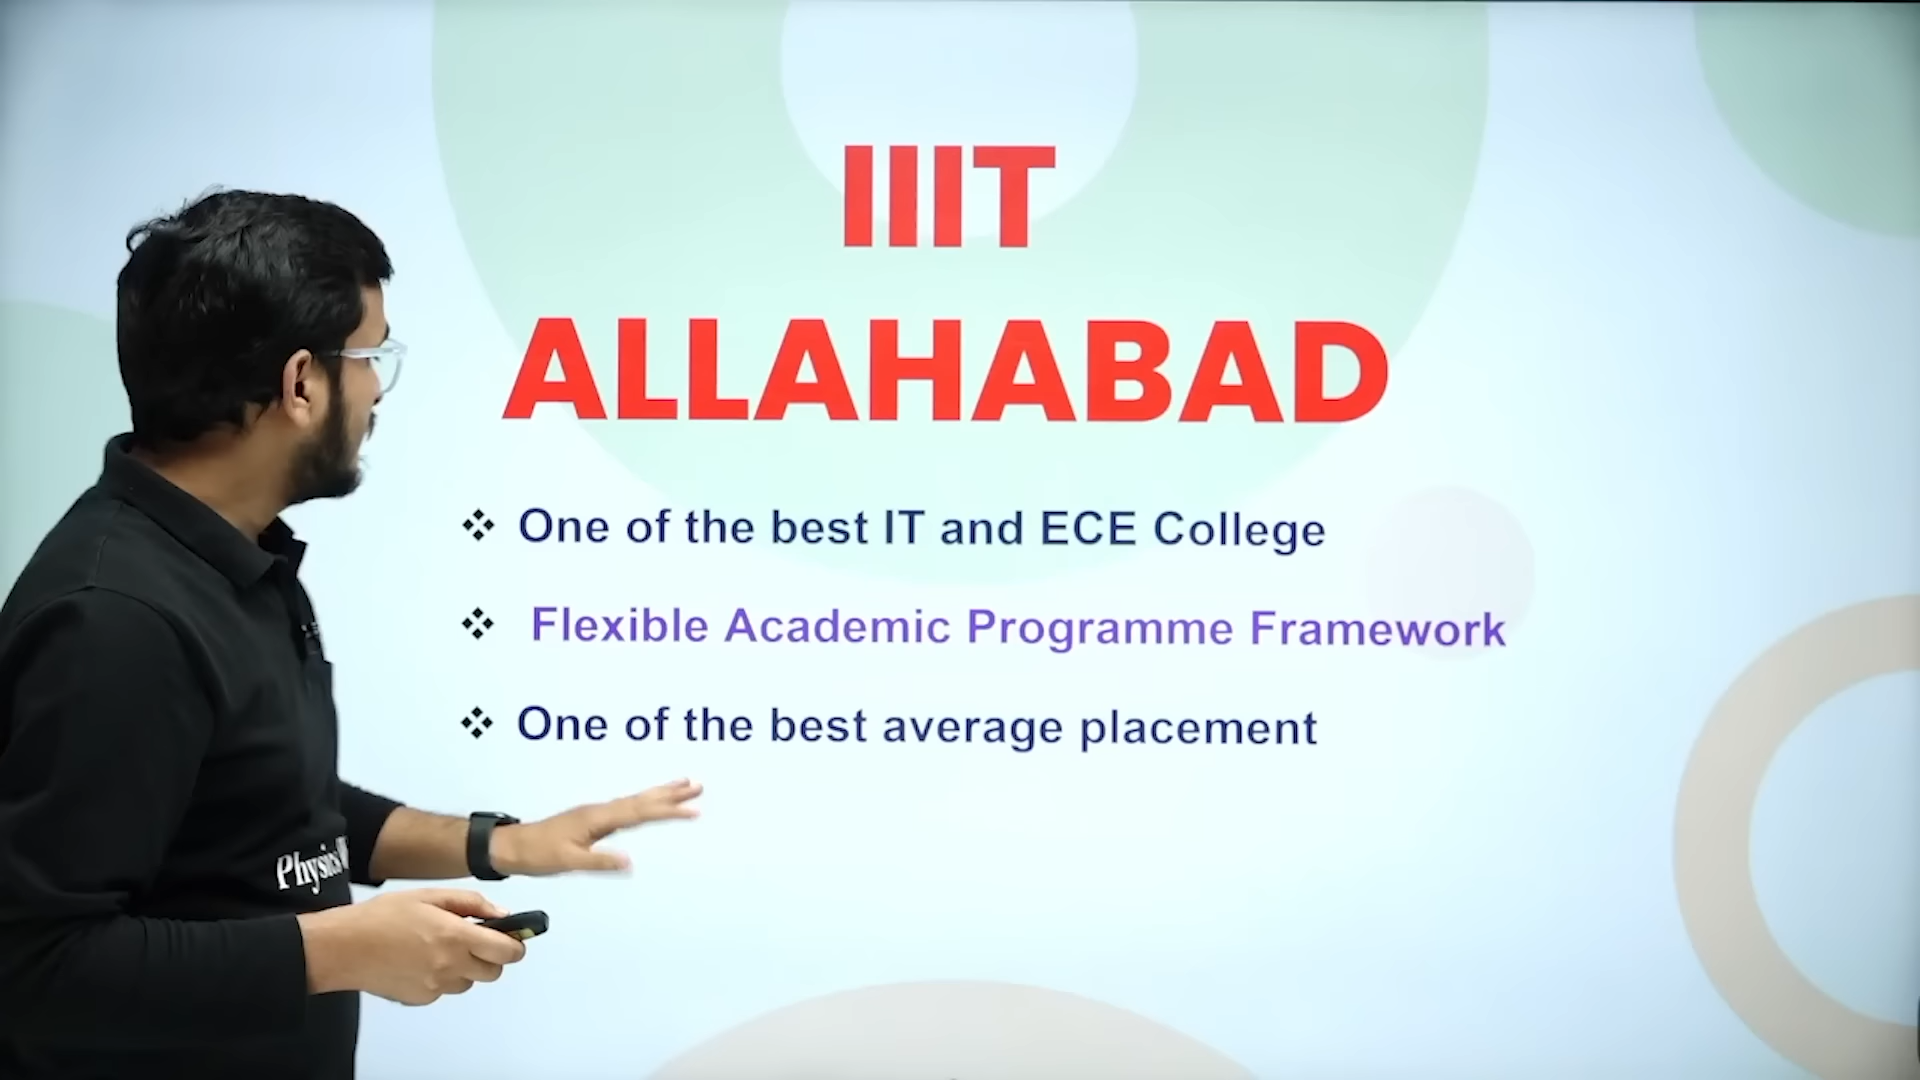 IIIT
ALLAHABAD
One of the best IT and ECE College
Flexible Academic Programme Framework
One of the best average placement
Physics